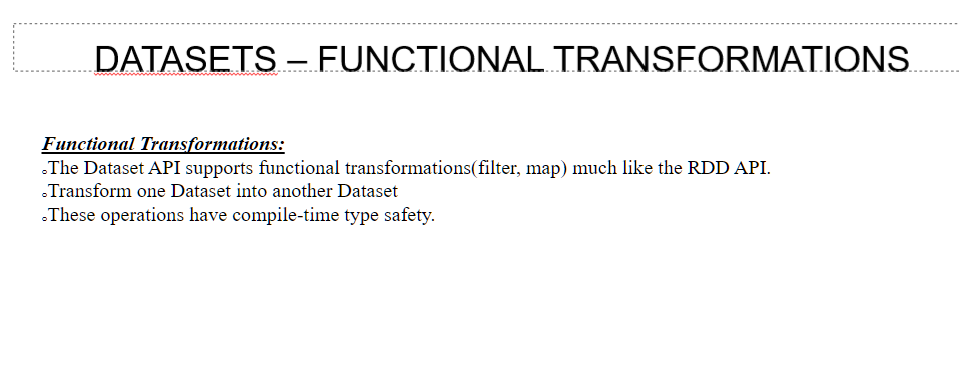 DATASETS – FUNCTIONAL TRANSFORMATIONS
Functional Transformations:
The Dataset API supports functional transformations(filter, map) much like the RDD API.
Transform one Dataset into another Dataset
These operations have compile-time type safety.